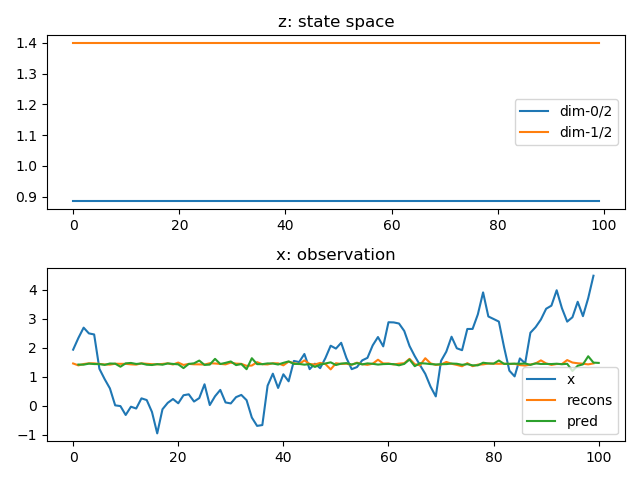 z: state space
1.4
1.3
1.2
1.1
1.0
0.9
dim-0/2
dim-1/2
0 20 40 60 80 100
x: observation
4
3
2
1
0
−1
x
recons
pred
0 20 40 60 80 100